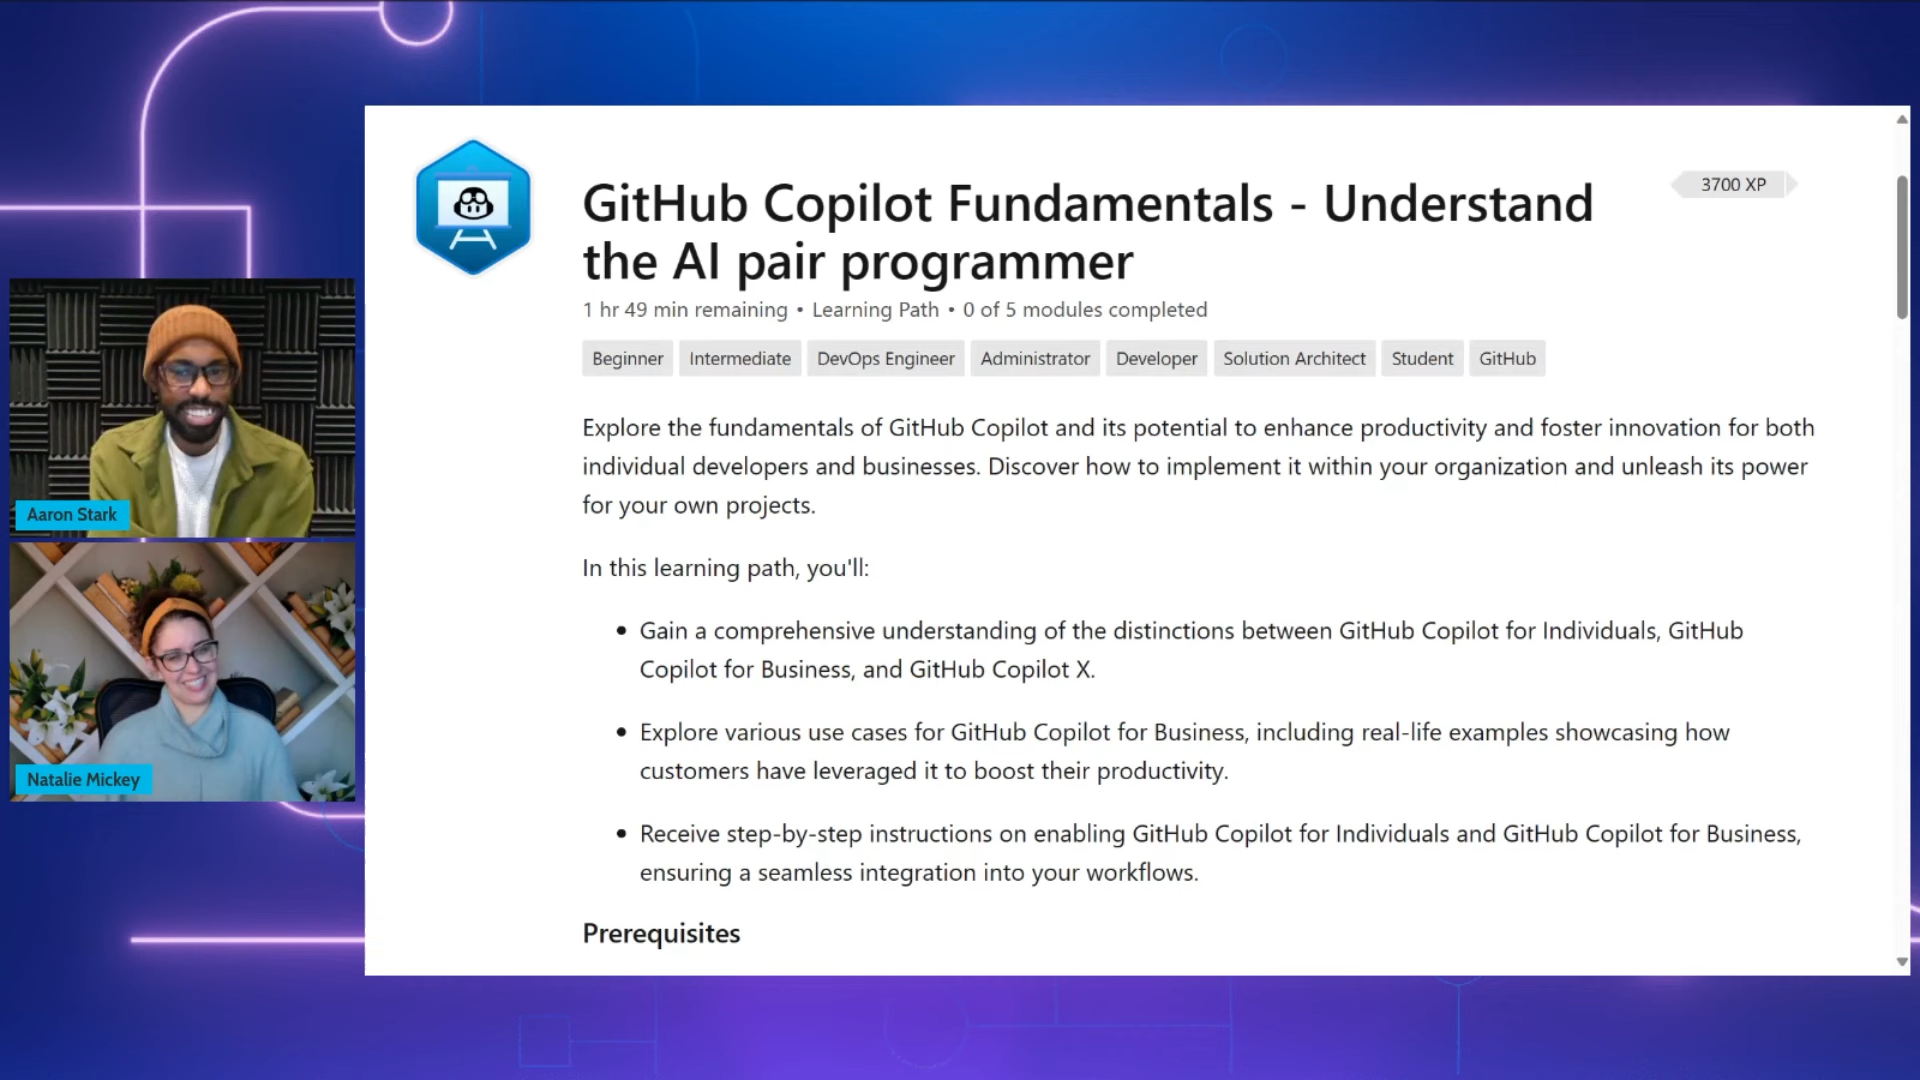 GitHub Copilot Fundamentals - Understand
the AI pair programmer
3700 XP
1 hr 49 min remaining • Learning Path • 0 of 5 modules completed
Beginner Intermediate DevOps Engineer Administrator Developer Solution Architect Student GitHub
Explore the fundamentals of GitHub Copilot and its potential to enhance productivity and foster innovation for both
individual developers and businesses. Discover how to implement it within your organization and unleash its power
for your own projects.
In this learning path, you'll:
• Gain a comprehensive understanding of the distinctions between GitHub Copilot for Individuals, GitHub
Copilot for Business, and GitHub Copilot X.
• Explore various use cases for GitHub Copilot for Business, including real-life examples showcasing how
customers have leveraged it to boost their productivity.
• Receive step-by-step instructions on enabling GitHub Copilot for Individuals and GitHub Copilot for Business,
ensuring a seamless integration into your workflows.
Prerequisites
Aaron Stark
Natalie Mickey